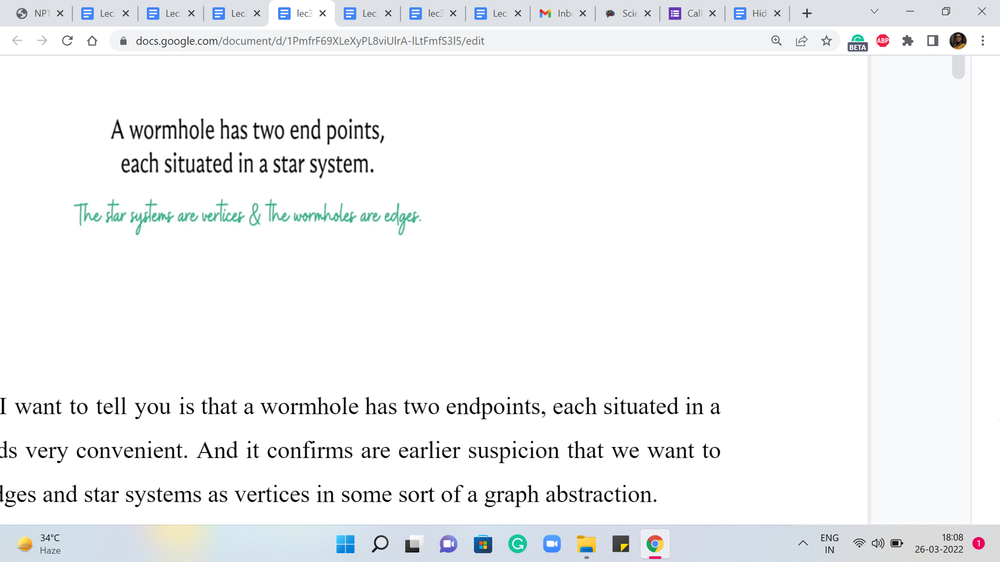 NPT Lec Lec Lec lec3 Lec lec3 Lec Inb Scie Call Hid
docs.google.com/document/d/1PmfrF69XLeXyPL8viUlrA-lLtFmfS3l5/edit
ABP
BETA
A wormhole has two end points,
each situated in a star system.
The star systems are vertices & the wormholes are edges.
I want to tell you is that a wormhole has two endpoints, each situated in a
ds very convenient. And it confirms are earlier suspicion that we want to
dges and star systems as vertices in some sort of a graph abstraction.
34°C
Haze
ENG
IN
18:08
26-03-2022
1